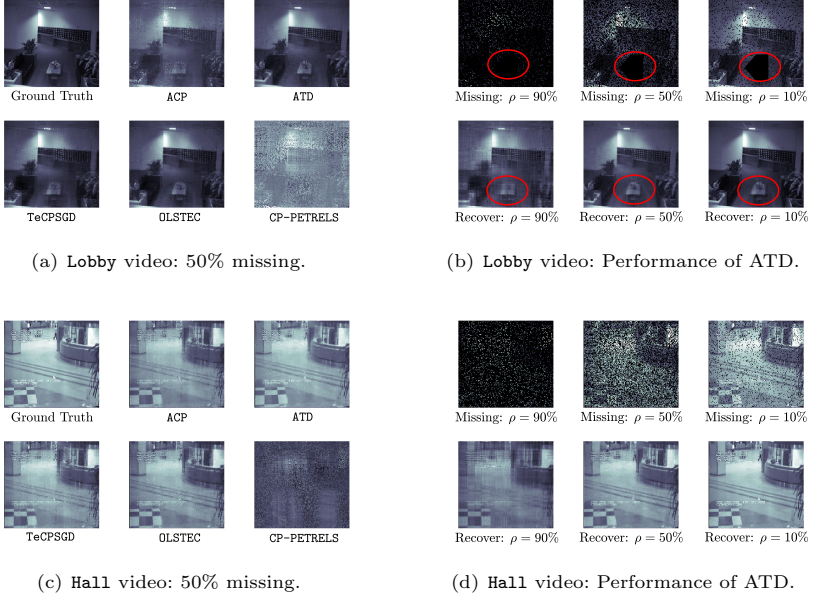 Ground Truth ACP ATD
TeCPSGD OLSTEC CP-PETRELS
(a) Lobby video: 50% missing.
Missing: ρ = 90% Missing: ρ = 50% Missing: ρ = 10%
Recover: ρ = 90% Recover: ρ = 50% Recover: ρ = 10%
(b) Lobby video: Performance of ATD.
Ground Truth ACP ATD
TeCPSGD OLSTEC CP-PETRELS
(c) Hall video: 50% missing.
Missing: ρ = 90% Missing: ρ = 50% Missing: ρ = 10%
Recover: ρ = 90% Recover: ρ = 50% Recover: ρ = 10%
(d) Hall video: Performance of ATD.